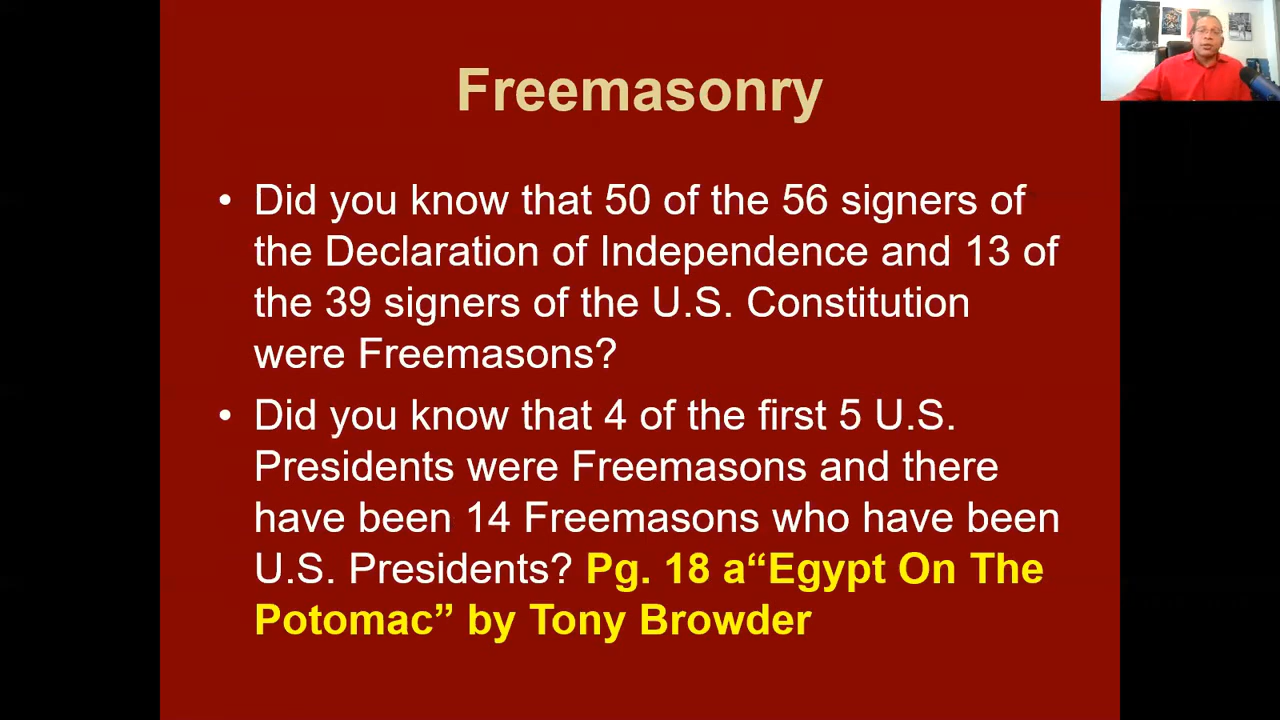 Freemasonry
• Did you know that 50 of the 56 signers of
the Declaration of Independence and 13 of
the 39 signers of the U.S. Constitution
were Freemasons?
• Did you know that 4 of the first 5 U.S.
Presidents were Freemasons and there
have been 14 Freemasons who have been
U.S. Presidents? Pg. 18 a“Egypt On The
Potomac” by Tony Browder